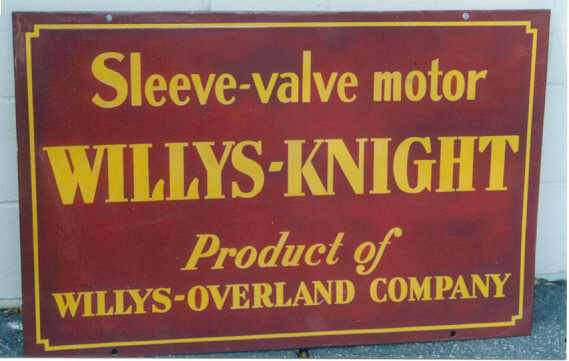 Sleeve-valve motor
WILLYS-KNIGHT
Product of
WILLYS-OVERLAND COMPANY